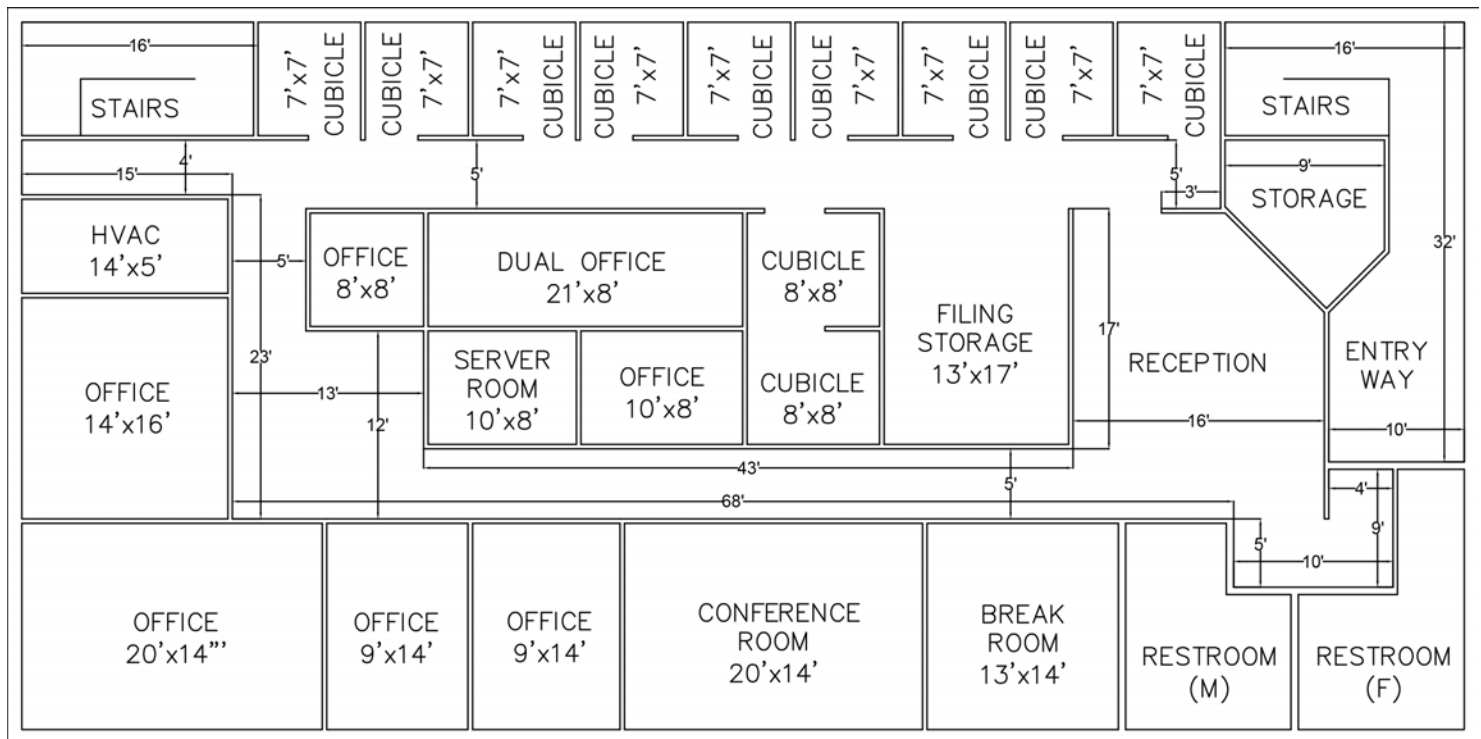 16'
STAIRS
7'x7'
CUBICLE
CUBICLE
7'x7'
7'x7'
CUBICLE
CUBICLE
7'x7'
7'x7'
CUBICLE
CUBICLE
7'x7'
7'x7'
CUBICLE
CUBICLE
7'x7'
7'x7'
CUBICLE
16'
STAIRS
4'
15'
5'
5'
3'
9'
STORAGE
32'
HVAC
14'x5'
5'
OFFICE
8'x8'
DUAL OFFICE
21'x8'
CUBICLE
8'x8'
FILING
STORAGE
13'x17'
17'
RECEPTION
ENTRY
WAY
OFFICE
14'x16'
23'
13'
12'
SERVER
ROOM
10'x8'
OFFICE
10'x8'
CUBICLE
8'x8'
16'
10'
43'
5'
68'
4'
9'
5'
10'
OFFICE
20'x14"'
OFFICE
9'x14'
OFFICE
9'x14'
CONFERENCE
ROOM
20'x14'
BREAK
ROOM
13'x14'
RESTROOM
(M)
RESTROOM
(F)